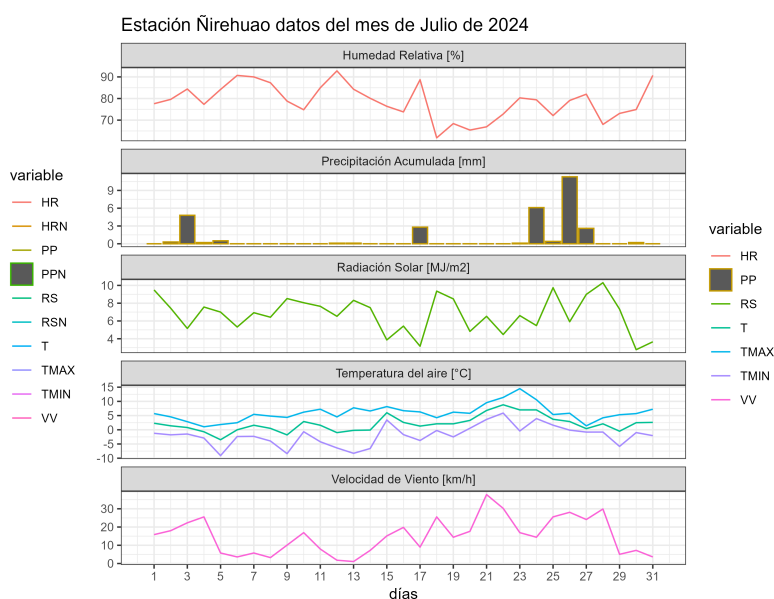 Estación Ñirehuao datos del mes de Julio de 2024
Humedad Relativa [%]
90
80
70
Precipitación Acumulada [mm]
9
6
3
0
Radiación Solar [MJ/m2]
10
8
6
4
Temperatura del aire [°C]
15
10
5
0
-5
-10
Velocidad de Viento [km/h]
30
20
10
0
1 3 5 7 9 11 13 15 17 19 21 23 25 27 29 31
días
variable
HR
HRN
PP
PPN
RS
RSN
T
TMAX
TMIN
VV
variable
HR
PP
RS
T
TMAX
TMIN
VV